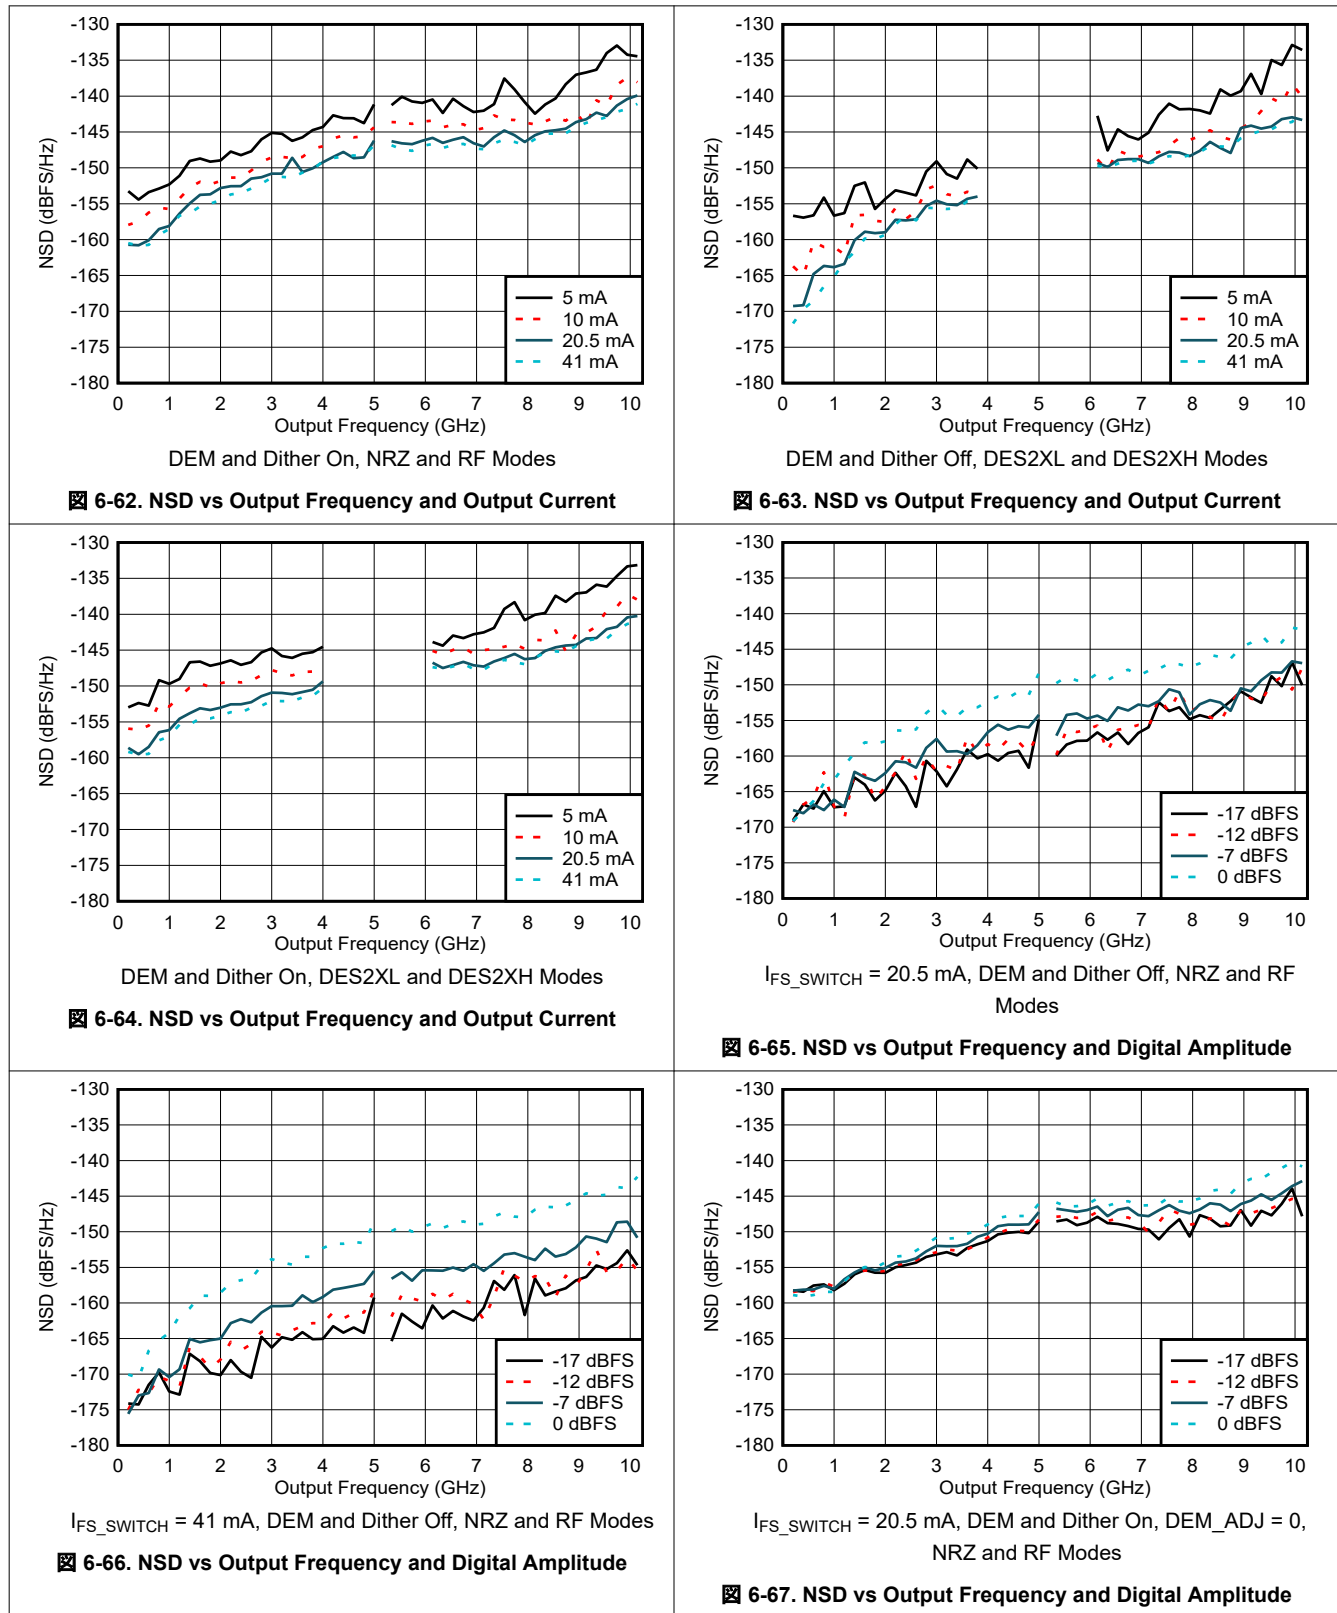 -130
-135
-140
-145
-150
-155
-160
-165
-170
-175
-180
NSD (dBFS/Hz)
5 mA
10 mA
20.5 mA
41 mA
0 1 2 3 4 5 6 7 8 9 10
Output Frequency (GHz)
DEM and Dither On, NRZ and RF Modes
図 6-62. NSD vs Output Frequency and Output Current
-130
-135
-140
-145
-150
-155
-160
-165
-170
-175
-180
NSD (dBFS/Hz)
5 mA
10 mA
20.5 mA
41 mA
0 1 2 3 4 5 6 7 8 9 10
Output Frequency (GHz)
DEM and Dither Off, DES2XL and DES2XH Modes
図 6-63. NSD vs Output Frequency and Output Current
-130
-135
-140
-145
-150
-155
-160
-165
-170
-175
-180
NSD (dBFS/Hz)
5 mA
10 mA
20.5 mA
41 mA
0 1 2 3 4 5 6 7 8 9 10
Output Frequency (GHz)
DEM and Dither On, DES2XL and DES2XH Modes
図 6-64. NSD vs Output Frequency and Output Current
-130
-135
-140
-145
-150
-155
-160
-165
-170
-175
-180
NSD (dBFS/Hz)
-17 dBFS
-12 dBFS
-7 dBFS
0 dBFS
0 1 2 3 4 5 6 7 8 9 10
Output Frequency (GHz)
IFS_SWITCH = 20.5 mA, DEM and Dither Off, NRZ and RF
Modes
図 6-65. NSD vs Output Frequency and Digital Amplitude
-130
-135
-140
-145
-150
-155
-160
-165
-170
-175
-180
NSD (dBFS/Hz)
-17 dBFS
-12 dBFS
-7 dBFS
0 dBFS
0 1 2 3 4 5 6 7 8 9 10
Output Frequency (GHz)
IFS_SWITCH = 41 mA, DEM and Dither Off, NRZ and RF Modes
図 6-66. NSD vs Output Frequency and Digital Amplitude
-130
-135
-140
-145
-150
-155
-160
-165
-170
-175
-180
NSD (dBFS/Hz)
-17 dBFS
-12 dBFS
-7 dBFS
0 dBFS
0 1 2 3 4 5 6 7 8 9 10
Output Frequency (GHz)
IFS_SWITCH = 20.5 mA, DEM and Dither On, DEM_ADJ = 0,
NRZ and RF Modes
図 6-67. NSD vs Output Frequency and Digital Amplitude